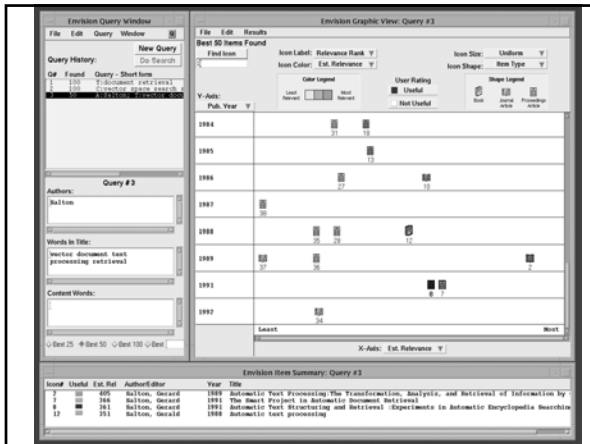 Envision Query Window
File Edit Query Window
New Query
Query History: Do Search
Q# Found Query - Short form
1 100 T:document retrieval
2 100 C:vector space search s
3 50 A:Salton; T:vector docu
Query #3
Authors:
Salton
Words in Title:
vector document text
processing retrieval
Content Words:
Best 25 Best 50 Best 100 Best
Envision Graphic View: Query #3
File Edit Results
Best 50 Items Found
Find Icon
Icon Label: Relevance Rank
Icon Size: Uniform
Icon Color: Est. Relevance
Icon Shape: Item Type
Color Legend
Least Relevant
Most Relevant
User Rating
Useful
Not Useful
Shape Legend
Book
Journal Article
Proceedings Article
Y-Axis:
Pub. Year
1984
31
1985
13
1986
27 10
1987
38
1988
35 28 12
1989
37 36 2
1991
8 7
1992
34
Least Most
X-Axis: Est. Relevance
Envision Item Summary: Query #3
Icon# Useful Est. Rel Author/Editor Year Title
2 405 Salton, Gerard 1989 Automatic Text Processing:The Transformation, Analysis, and Retrieval of Information by
7 366 Salton, Gerard 1991 The Smart Project in Automatic Document Retrieval
8 361 Salton, Gerard 1991 Automatic Text Structuring and Retrieval :Experiments in Automatic Encyclopedia Searching
12 351 Salton, Gerald 1988 Automatic text processing